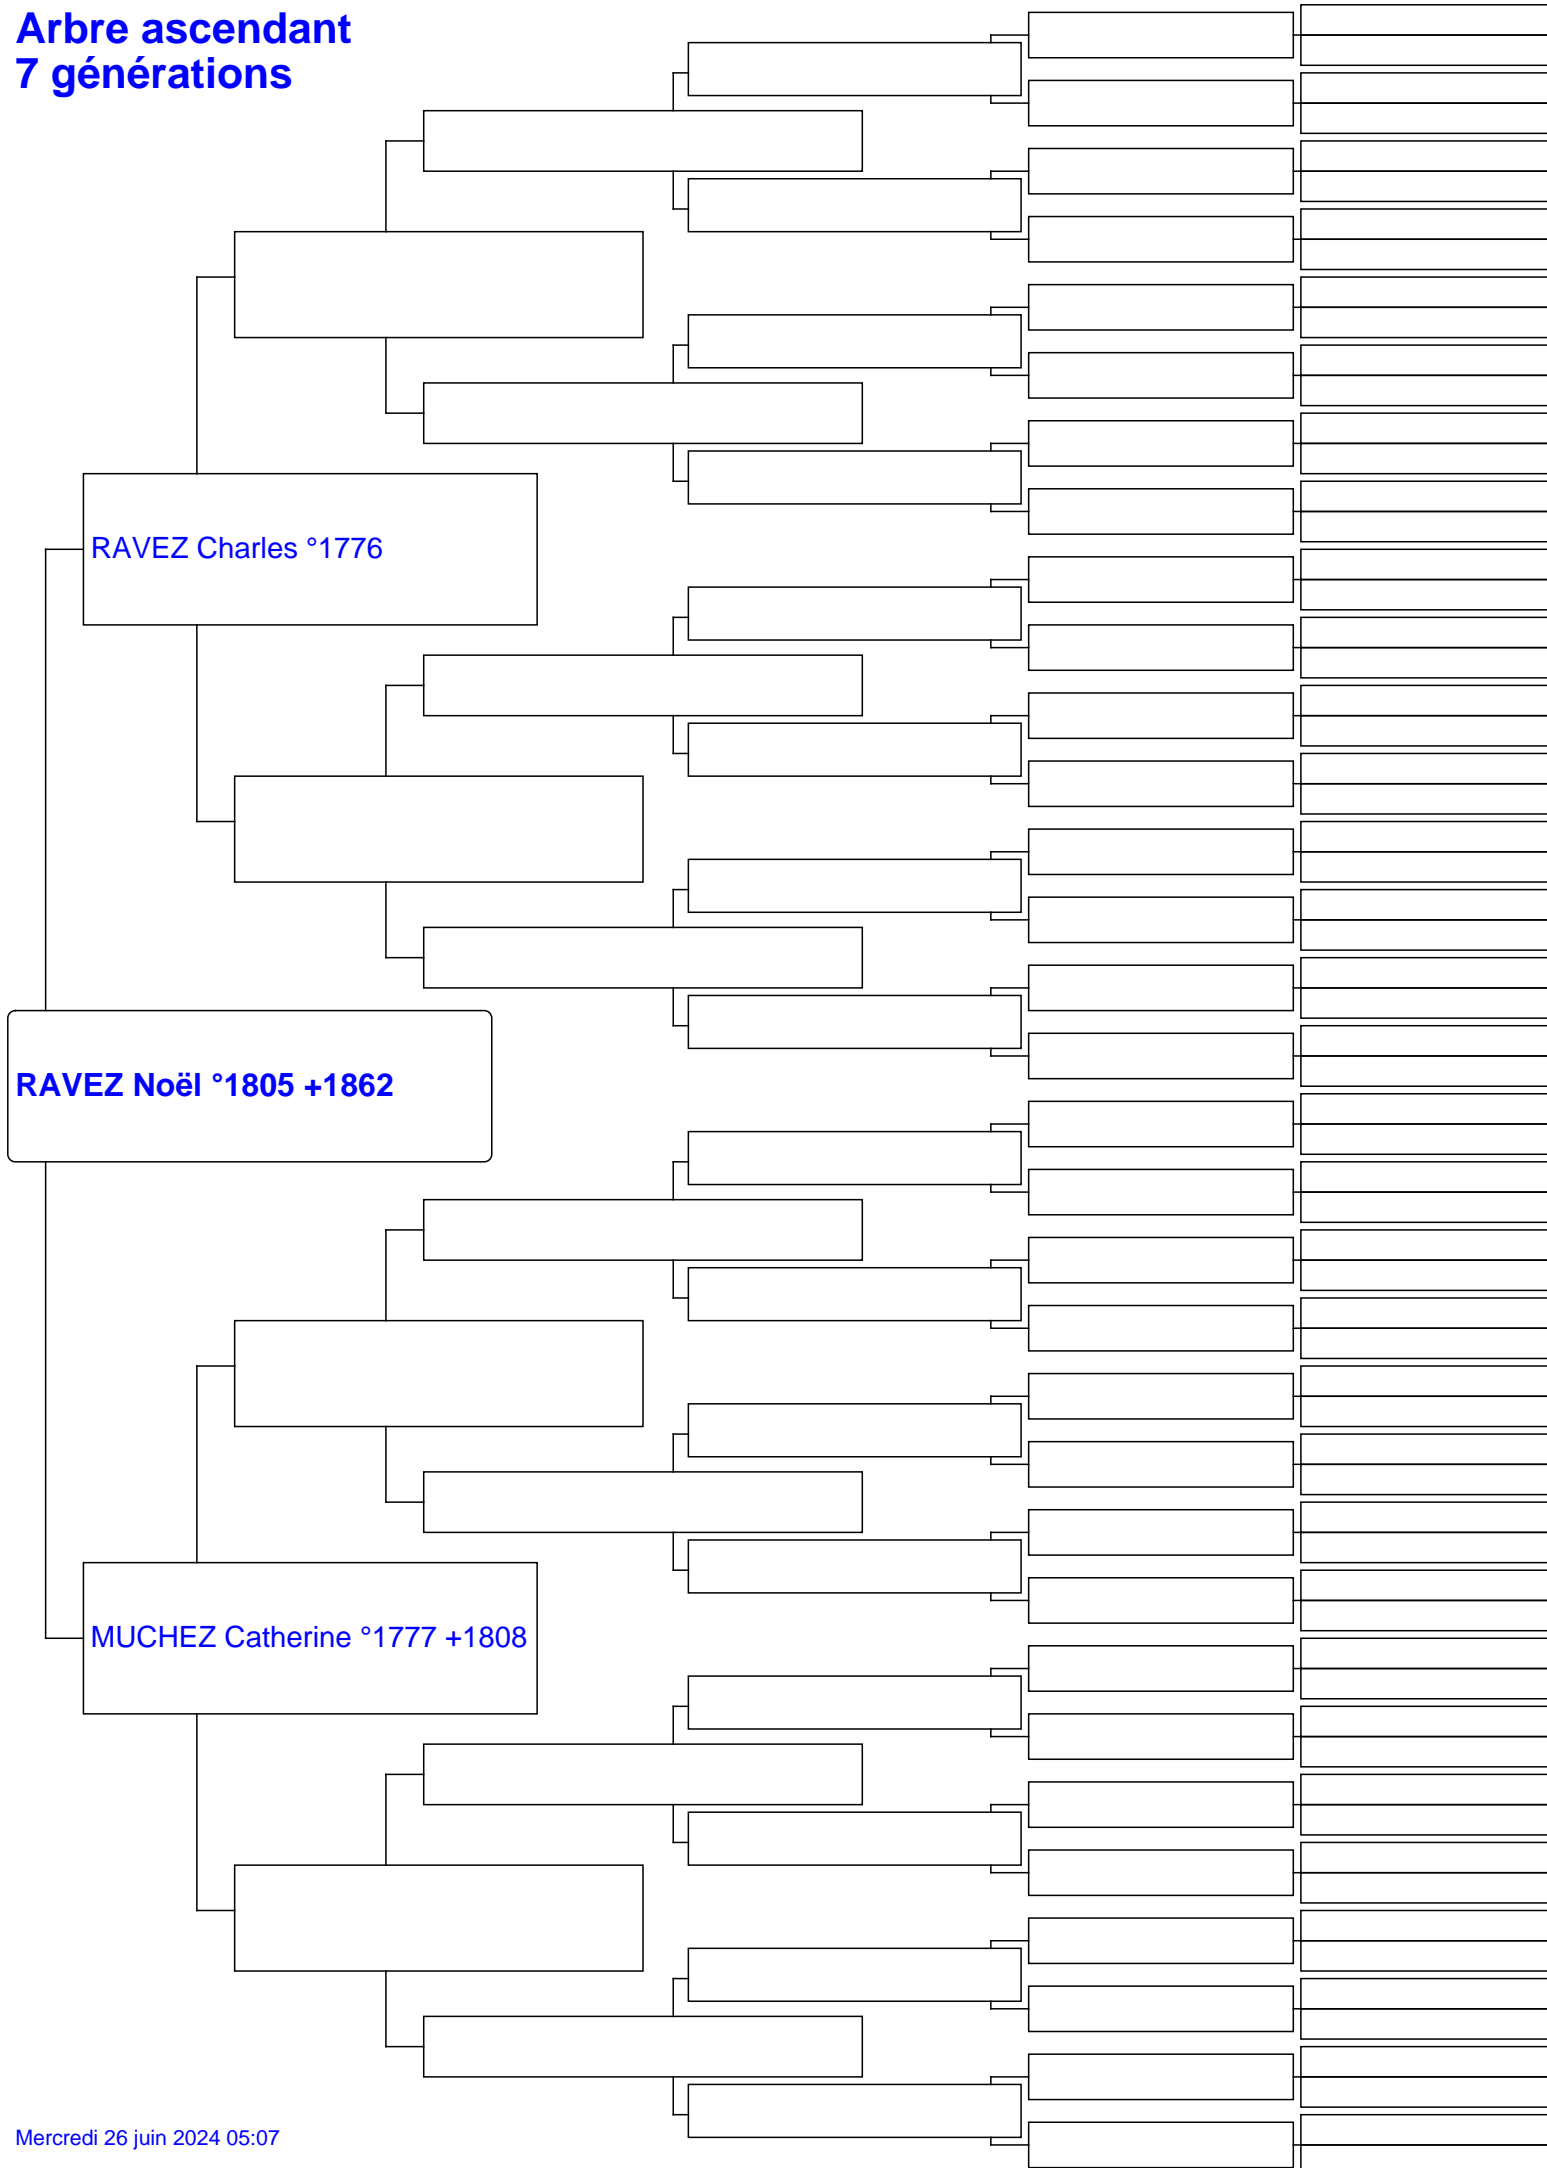 Arbre ascendant
7 générations
RAVEZ Charles °1776
RAVEZ Noël °1805 +1862
MUCHEZ Catherine °1777 +1808
Mercredi 26 juin 2024 05:07